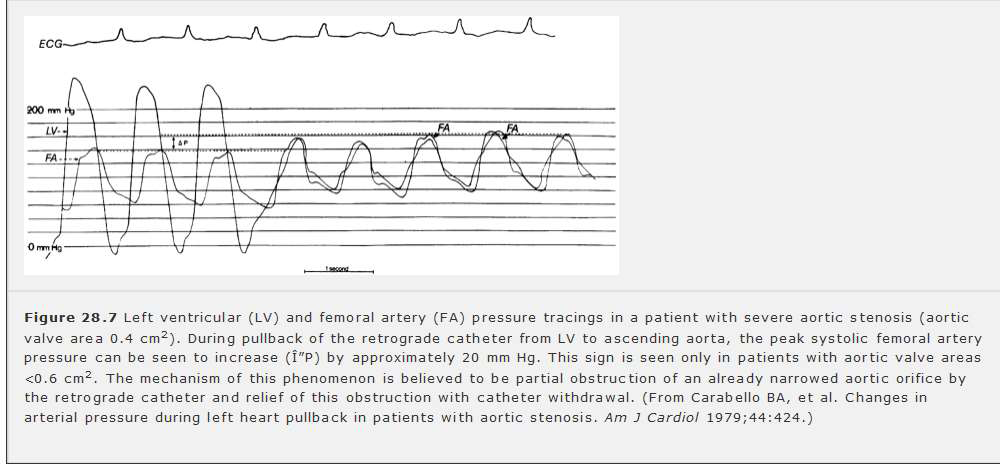 ECG
200 mm Hg
LV
FA
ΔP
FA
FA
0 mm Hg
1 second
Figure 28.7 Left ventricular (LV) and femoral artery (FA) pressure tracings in a patient with severe aortic stenosis (aortic
valve area 0.4 cm²). During pullback of the retrograde catheter from LV to ascending aorta, the peak systolic femoral artery
pressure can be seen to increase (Î"P) by approximately 20 mm Hg. This sign is seen only in patients with aortic valve areas
<0.6 cm². The mechanism of this phenomenon is believed to be partial obstruction of an already narrowed aortic orifice by
the retrograde catheter and relief of this obstruction with catheter withdrawal. (From Carabello BA, et al. Changes in
arterial pressure during left heart pullback in patients with aortic stenosis. Am J Cardiol 1979;44:424.)